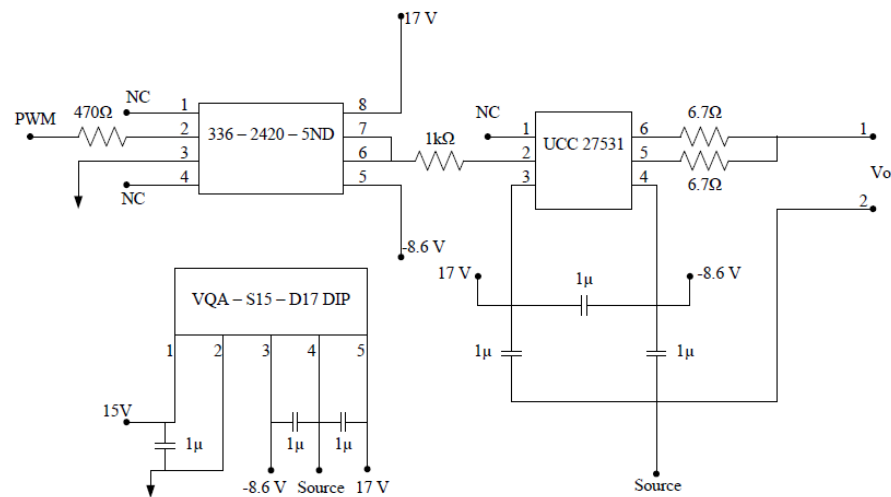 17 V
NC
470Ω
PWM
1
2
3
4
336 – 2420 – 5ND
8
7
6
5
NC
-8.6 V
1kΩ
NC
1
2
3
UCC 27531
6
5
4
6.7Ω
6.7Ω
1
Vo
2
17 V
1µ
-8.6 V
1µ
1µ
Source
VQA – S15 – D17 DIP
1
2
3
4
5
15V
1µ
1µ
1µ
-8.6 V
Source
17 V